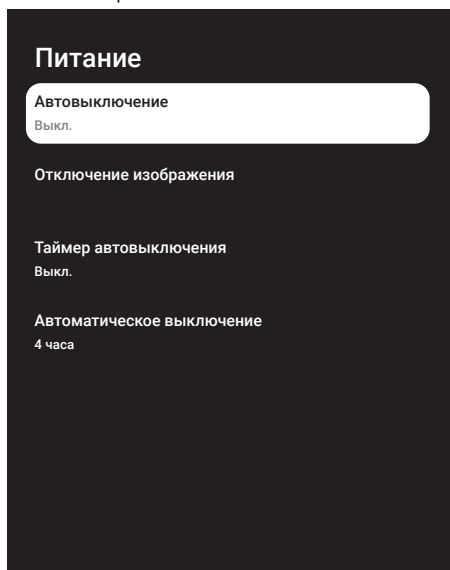 Питание
Автовыключение
Выкл.
Отключение изображения
Таймер автовыключения
Выкл.
Автоматическое выключение
4 часа